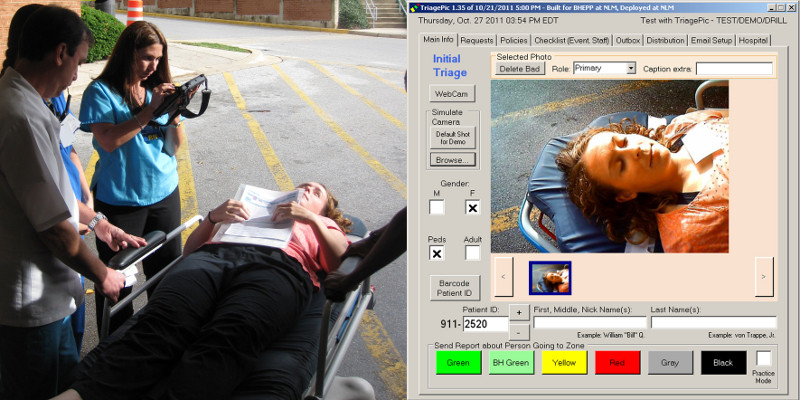 TriagePic 1.35 of 10/21/2011 5:00 PM - Built for BHEPP at NLM, Deployed at NLM
Thursday, Oct. 27 2011 03:54 PM EDT
Test with TriagePic - TEST/DEMO/DRILL
Main Info Requests Policies Checklist (Event, Staff) Outbox Distribution Email Setup Hospital
Initial
Triage
Selected Photo
Delete Bad Role: Primary Caption extra:
WebCam
Simulate
Camera
Default Shot
for Demo
Browse...
Gender:
M F
Peds Adult
Barcode
Patient ID
< >
Patient ID: + First, Middle, Nick Name(s): Last Name(s):
911- 2520
- Example: William "Bill" Q. Example: von Trappe, Jr.
Send Report about Person Going to Zone
Green BH Green Yellow Red Gray Black
Practice
Mode